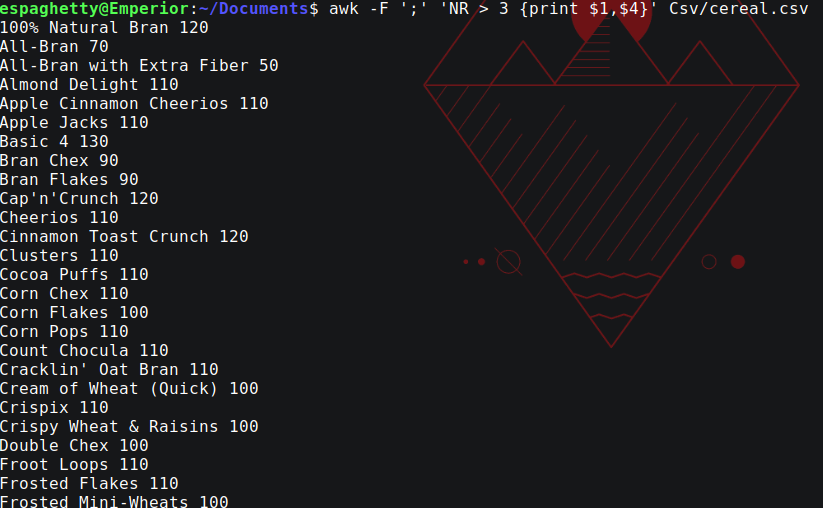 espaghetty@Emperior:~/Documents$ awk -F ';' 'NR > 3 {print $1,$4}' Csv/cereal.csv
100% Natural Bran 120
All-Bran 70
All-Bran with Extra Fiber 50
Almond Delight 110
Apple Cinnamon Cheerios 110
Apple Jacks 110
Basic 4 130
Bran Chex 90
Bran Flakes 90
Cap'n'Crunch 120
Cheerios 110
Cinnamon Toast Crunch 120
Clusters 110
Cocoa Puffs 110
Corn Chex 110
Corn Flakes 100
Corn Pops 110
Count Chocula 110
Cracklin' Oat Bran 110
Cream of Wheat (Quick) 100
Crispix 110
Crispy Wheat & Raisins 100
Double Chex 100
Froot Loops 110
Frosted Flakes 110
Frosted Mini-Wheats 100